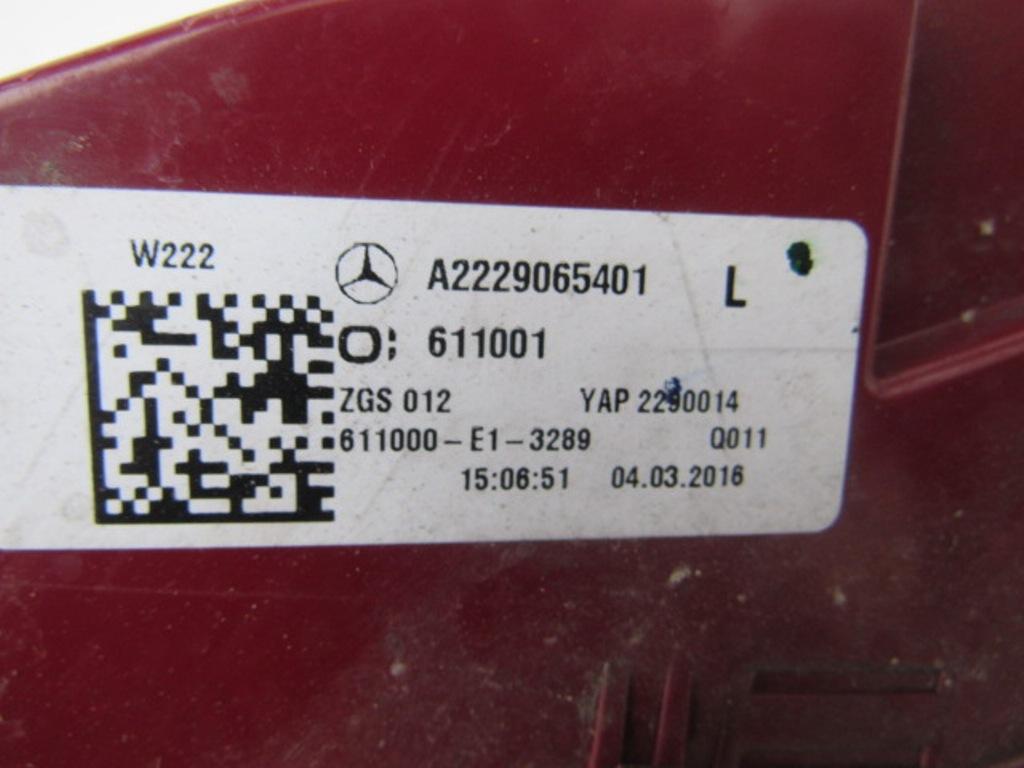 W222
A2229065401 L
611001
ZGS 012 YAP 2290014
611000-E1-3289 Q011
15:06:51 04.03.2016